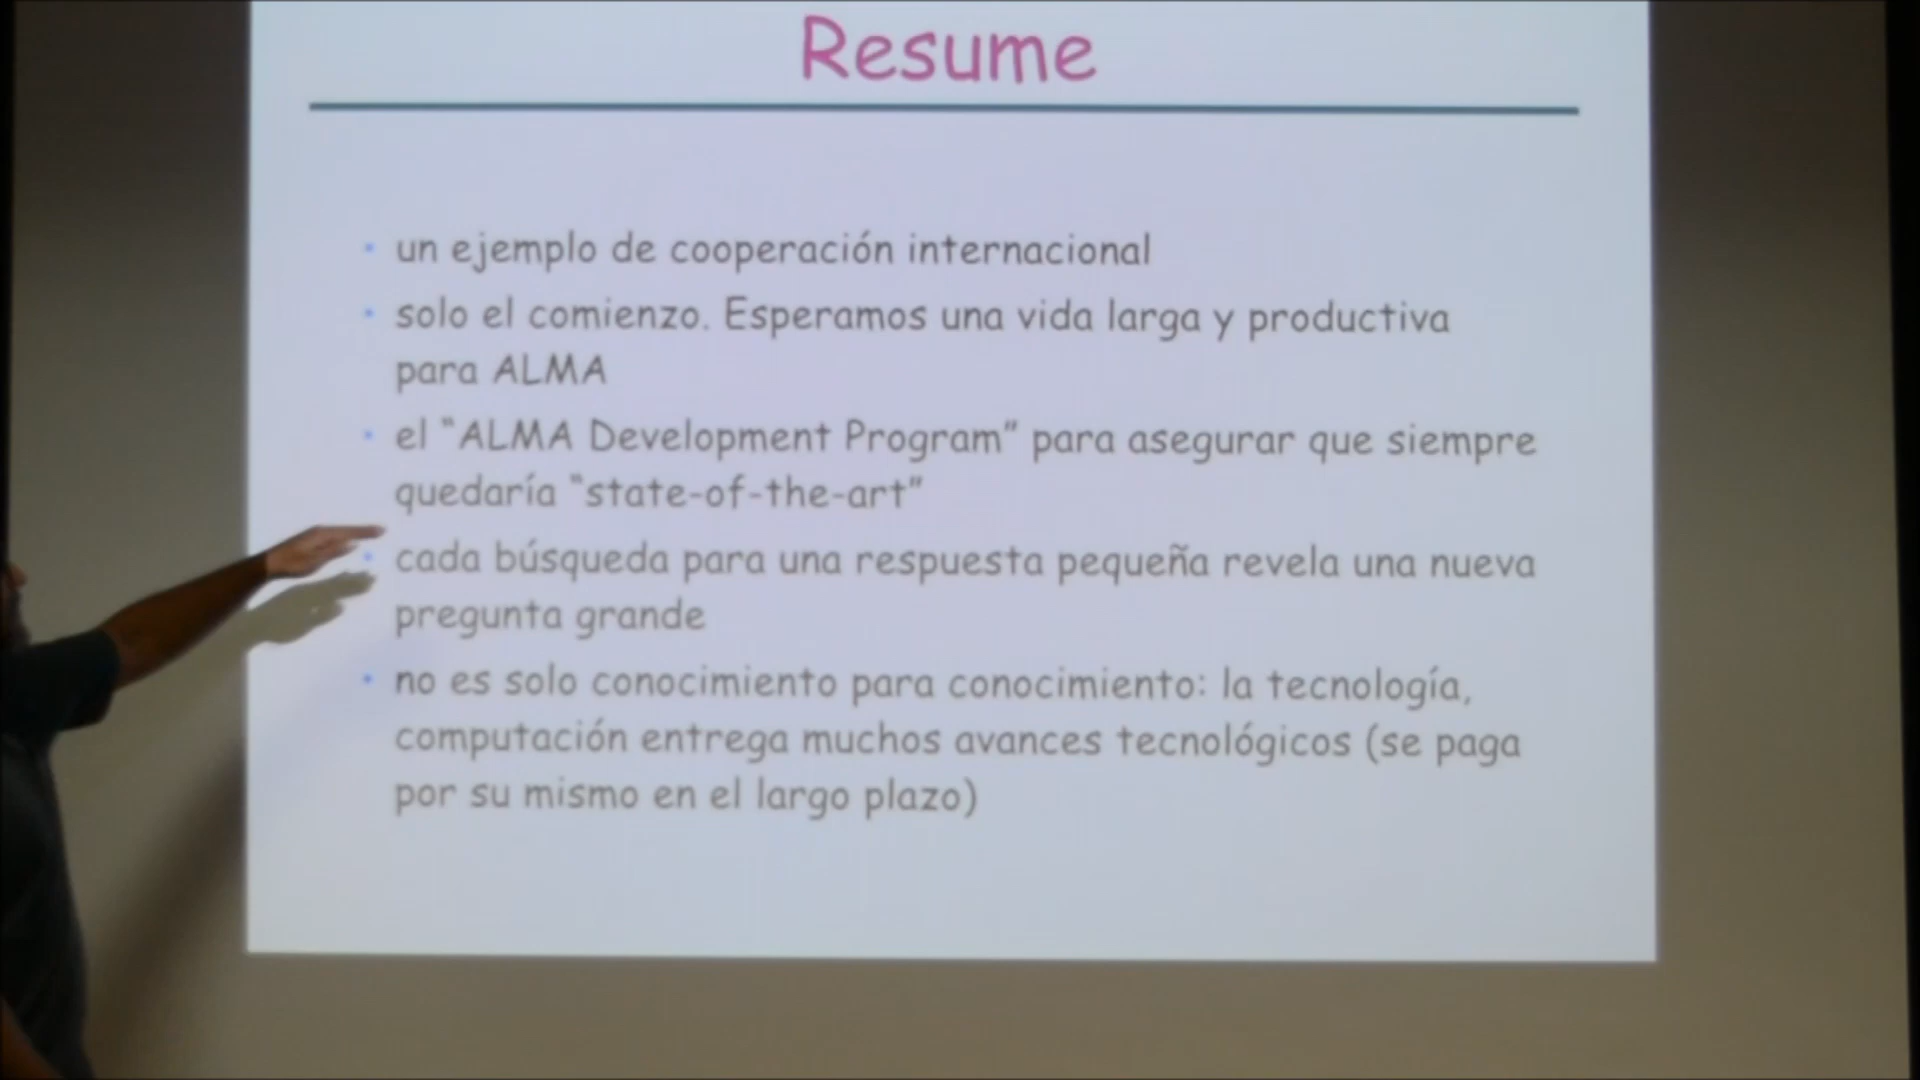 Resume
un ejemplo de cooperación internacional
solo el comienzo. Esperamos una vida larga y productiva
para ALMA
el “ALMA Development Program” para asegurar que siempre
quedaría “state-of-the-art”
cada búsqueda para una respuesta pequeña revela una nueva
pregunta grande
no es solo conocimiento para conocimiento: la tecnología,
computación entrega muchos avances tecnológicos (se paga
por su mismo en el largo plazo)